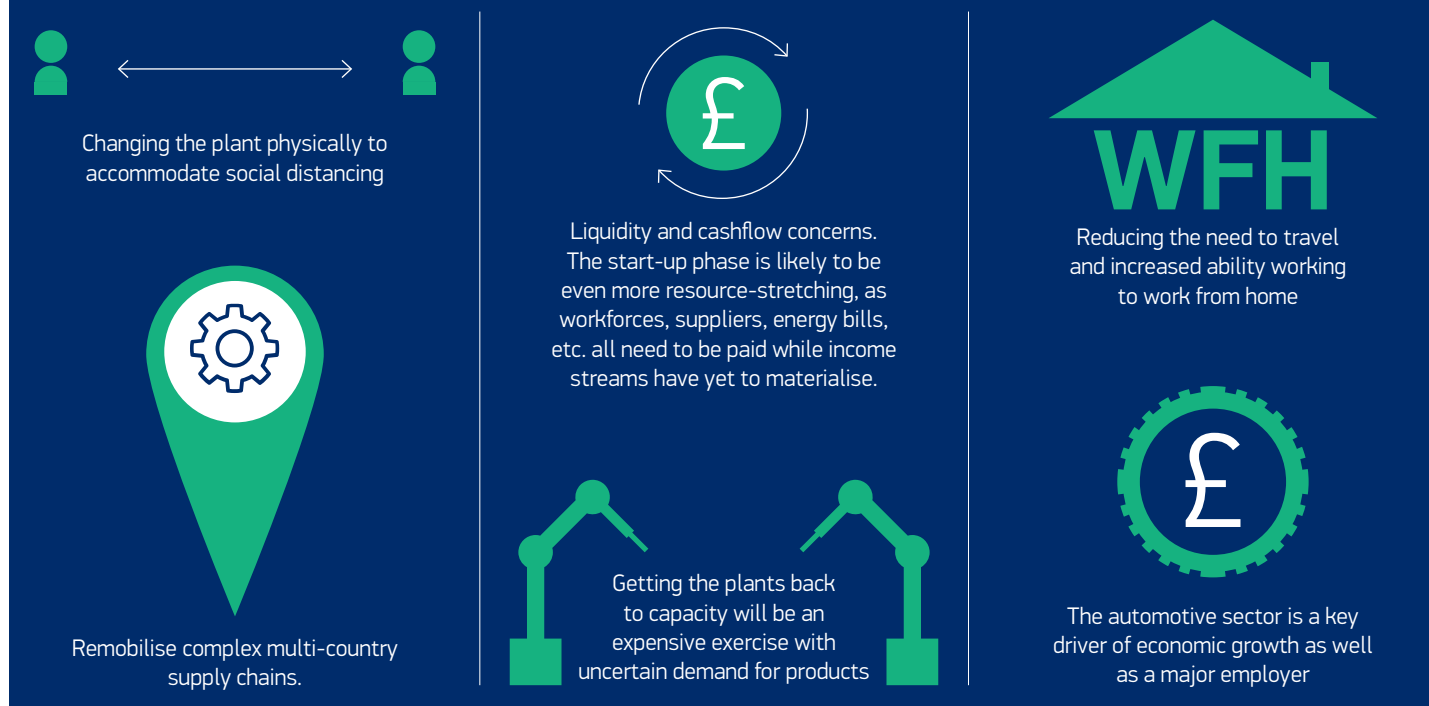 Changing the plant physically to
accommodate social distancing
Remobilise complex multi-country
supply chains.
£
Liquidity and cashflow concerns.
The start-up phase is likely to be
even more resource-stretching, as
workforces, suppliers, energy bills,
etc. all need to be paid while income
streams have yet to materialise.
Getting the plants back
to capacity will be an
expensive exercise with
uncertain demand for products
WFH
Reducing the need to travel
and increased ability working
to work from home
£
The automotive sector is a key
driver of economic growth as well
as a major employer